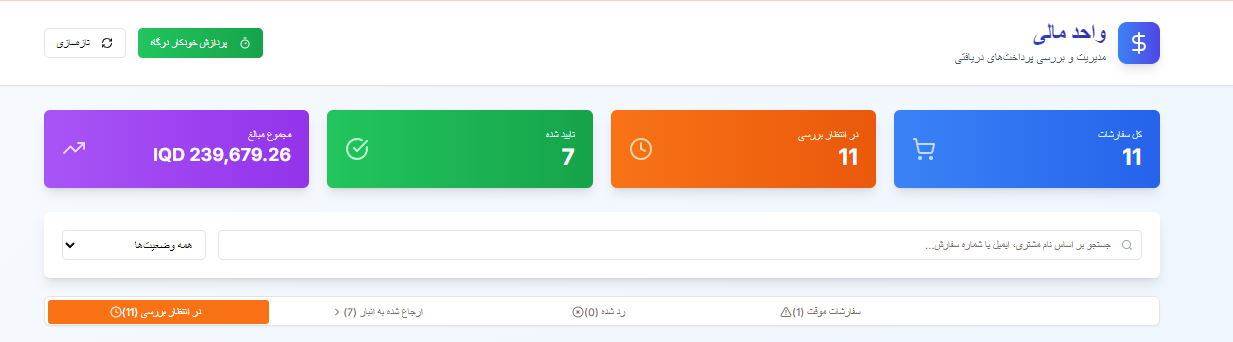 واحد مالی
مدیریت و بررسی پرداخت‌های دریافتی
پردازش خودکار درگاه
تازه‌سازی
کل سفارشات
11
در انتظار بررسی
11
تایید شده
7
مجموع مبالغ
IQD 239,679.26
جستجو بر اساس نام مشتری، ایمیل یا شماره سفارش...
همه وضعیت‌ها
سفارشات موقت (1)
رد شده (0)
ارجاع شده به انبار (7)
در انتظار بررسی (11)